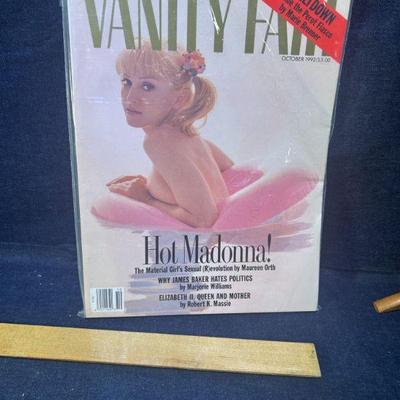 VANITY FAIR
DOWN
the Perot Fiasco
by Marie Brenner
OCTOBER 1992/$3.00
Hot Madonna!
The Material Girl's Sexual (R)evolution by Maureen Orth
WHY JAMES BAKER HATES POLITICS
by Marjorie Williams
ELIZABETH II, QUEEN AND MOTHER
by Robert K. Massie